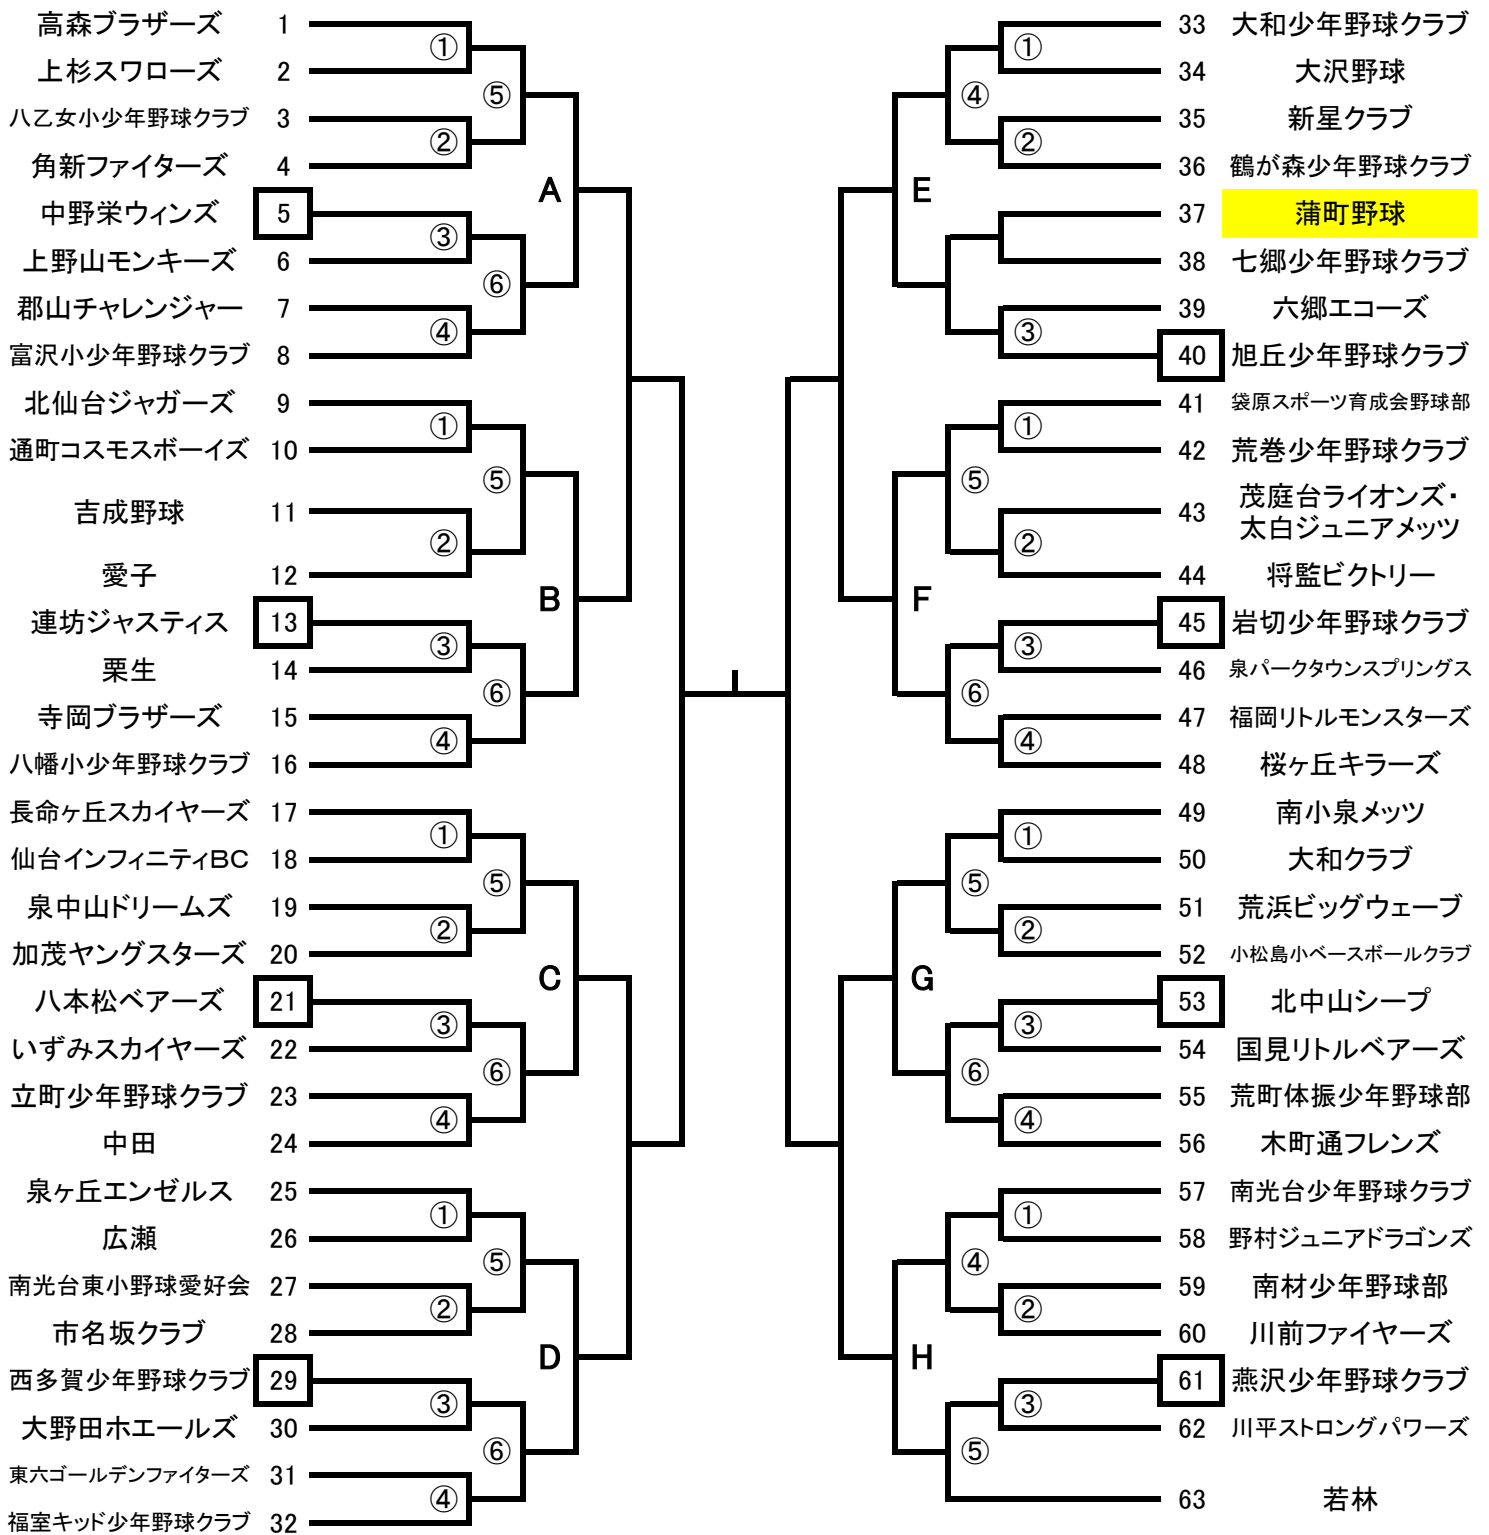 高森ブラザーズ 1
上杉スワローズ 2
八乙女小少年野球クラブ 3
角新ファイターズ 4
中野栄ウィンズ 5
上野山モンキーズ 6
郡山チャレンジャー 7
富沢小少年野球クラブ 8
北仙台ジャガーズ 9
通町コスモスボーイズ 10
吉成野球 11
愛子 12
連坊ジャスティス 13
栗生 14
寺岡ブラザーズ 15
八幡小少年野球クラブ 16
長命ヶ丘スカイヤーズ 17
仙台インフィニティBC 18
泉中山ドリームズ 19
加茂ヤングスターズ 20
八本松ベアーズ 21
いずみスカイヤーズ 22
立町少年野球クラブ 23
中田 24
泉ヶ丘エンゼルス 25
広瀬 26
南光台東小野球愛好会 27
市名坂クラブ 28
西多賀少年野球クラブ 29
大野田ホエールズ 30
東六ゴールデンファイターズ 31
福室キッド少年野球クラブ 32
①
②
③
④
⑤
⑥
A
①
②
③
④
⑤
⑥
B
①
②
③
④
⑤
⑥
C
①
②
③
④
⑤
⑥
D
E
④
①
②
③
F
⑤
⑥
①
②
③
④
G
⑤
⑥
①
②
③
④
H
④
⑤
①
②
③
33 大和少年野球クラブ
34 大沢野球
35 新星クラブ
36 鶴が森少年野球クラブ
37 蒲町野球
38 七郷少年野球クラブ
39 六郷エコーズ
40 旭丘少年野球クラブ
41 袋原スポーツ育成会野球部
42 荒巻少年野球クラブ
43 茂庭台ライオンズ・
太白ジュニアメッツ
44 将監ビクトリー
45 岩切少年野球クラブ
46 泉パークタウンスプリングス
47 福岡リトルモンスターズ
48 桜ヶ丘キラーズ
49 南小泉メッツ
50 大和クラブ
51 荒浜ビッグウェーブ
52 小松島小ベースボールクラブ
53 北中山シープ
54 国見リトルベアーズ
55 荒町体振少年野球部
56 木町通フレンズ
57 南光台少年野球クラブ
58 野村ジュニアドラゴンズ
59 南材少年野球部
60 川前ファイヤーズ
61 燕沢少年野球クラブ
62 川平ストロングパワーズ
63 若林